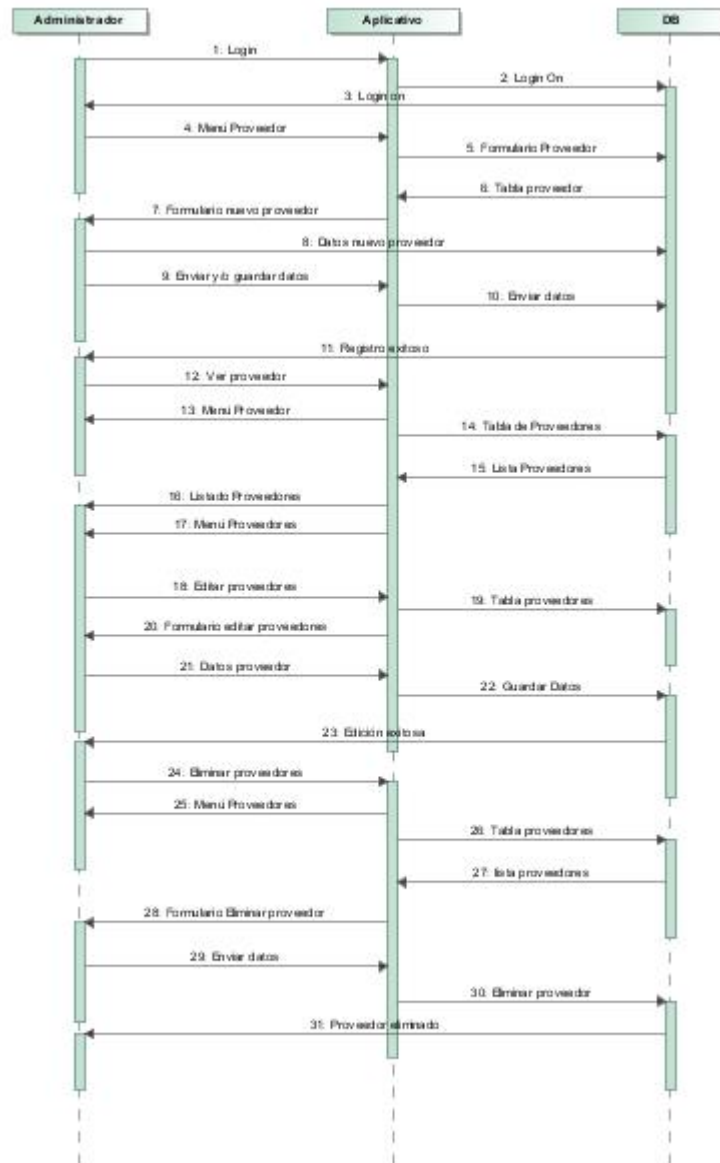 Administrador
Aplicativo
DB
1: Login
2: Login On
3: Login on
4: Menú Proveedor
5: Formulario Proveedor
6: Tabla proveedor
7: Formulario nuevo proveedor
8: Datos nuevo proveedor
9: Enviar y/o guardar datos
10: Enviar datos
11: Registro exitoso
12: Ver proveedor
13: Menú Proveedor
14: Tabla de Proveedores
15: Lista Proveedores
16: Listado Proveedores
17: Menú Proveedores
18: Editar proveedores
19: Tabla proveedores
20: Formulario editar proveedores
21: Datos proveedor
22: Guardar Datos
23: Edición exitosa
24: Eliminar proveedores
25: Menú Proveedores
26: Tabla proveedores
27: lista proveedores
28: Formulario Eliminar proveedor
29: Enviar datos
30: Eliminar proveedor
31: Proveedor eliminado